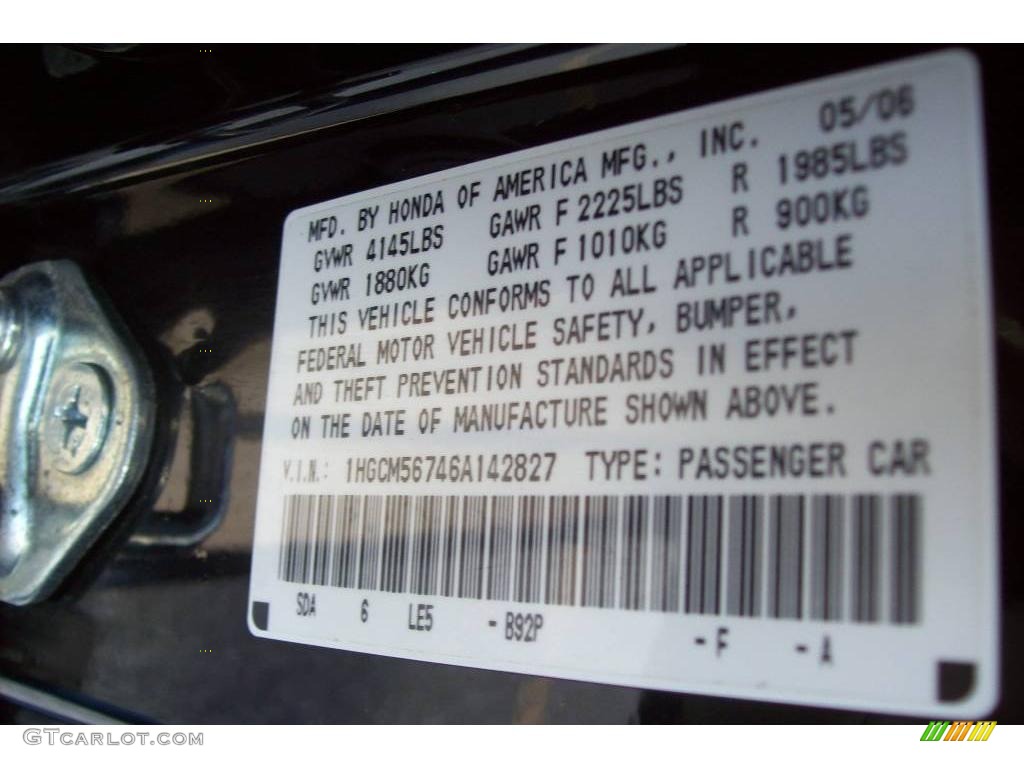 MFD. BY HONDA OF AMERICA MFG., INC. 05/06
GVWR 4145LBS GAWR F 2225LBS R 1985LBS
GVWR 1880KG GAWR F 1010KG R 900KG
THIS VEHICLE CONFORMS TO ALL APPLICABLE
FEDERAL MOTOR VEHICLE SAFETY, BUMPER,
AND THEFT PREVENTION STANDARDS IN EFFECT
ON THE DATE OF MANUFACTURE SHOWN ABOVE.
V.I.N.: 1HGCM56746A142827 TYPE: PASSENGER CAR
SDA 6 LE5 - B92P - F - A
GTCARLOT.COM